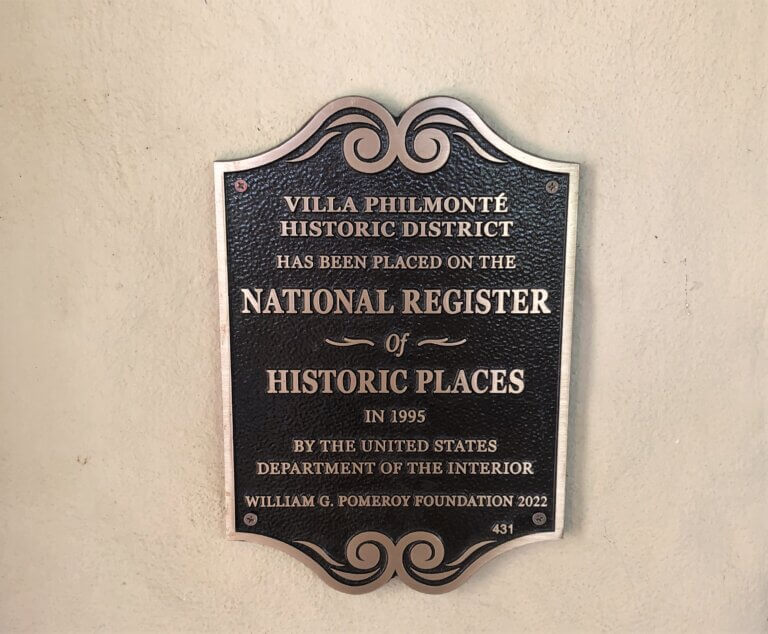 VILLA PHILMONTÉ
HISTORIC DISTRICT
HAS BEEN PLACED ON THE
NATIONAL REGISTER
Of
HISTORIC PLACES
IN 1995
BY THE UNITED STATES
DEPARTMENT OF THE INTERIOR
WILLIAM G. POMEROY FOUNDATION 2022
431